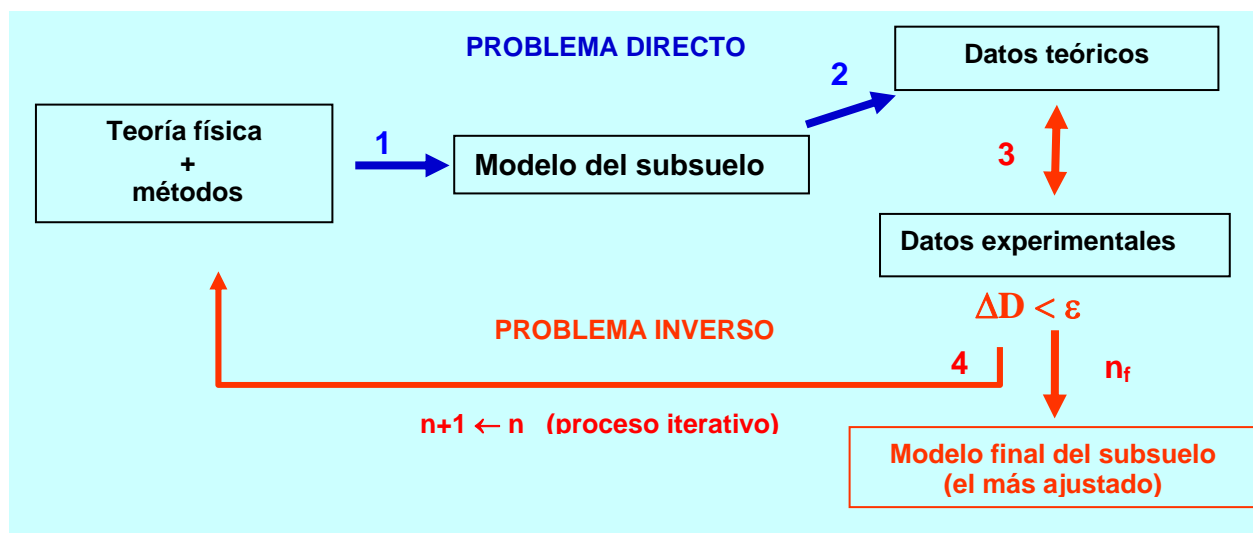 PROBLEMA DIRECTO
Datos teóricos
2
Teoría física
+
métodos
1
Modelo del subsuelo
3
Datos experimentales
ΔD < ε
PROBLEMA INVERSO
4
n_f
n+1 ← n (proceso iterativo)
Modelo final del subsuelo
(el más ajustado)